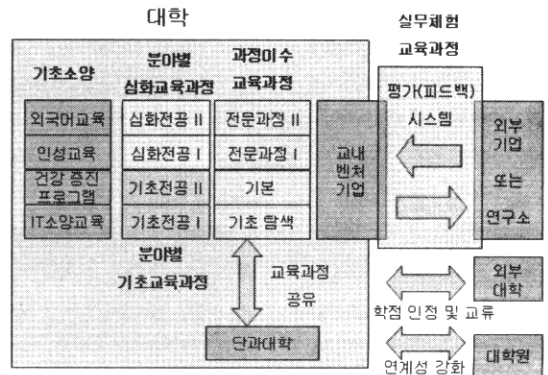 대학
실무체험
교육과정
기초소양
분야별
심화교육과정
과정이수
교육과정
평가(피드백)
시스템
외국어교육
심화전공 II
전문과정 II
인성교육
심화전공 I
전문과정 I
건강 증진
프로그램
기초전공 II
기본
IT소양교육
기초전공 I
기초 탐색
교내
벤처
기업
외부
기업
또는
연구소
분야별
기초교육과정
교육과정
공유
단과대학
외부
대학
학점 인정 및 교류
대학원
연계성 강화